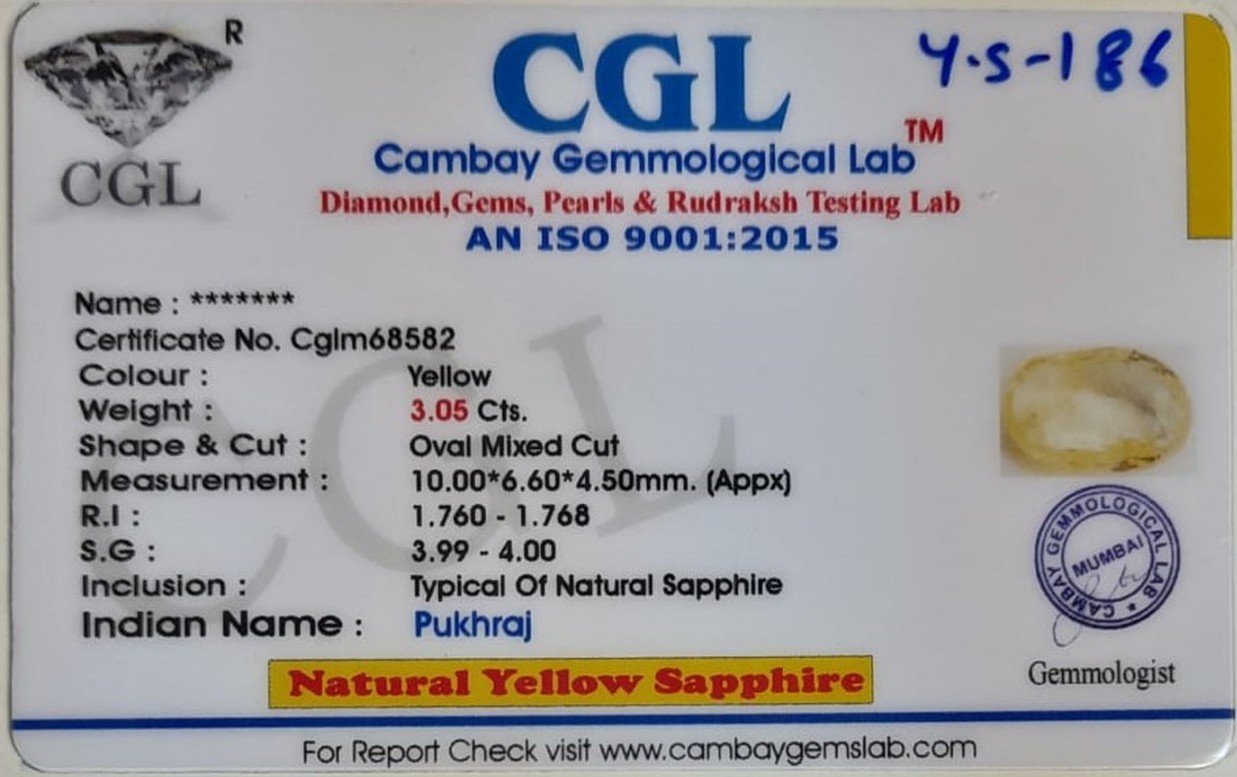 R
CGL
Y.S-186
CGL
TM
Cambay Gemmological Lab
Diamond,Gems, Pearls & Rudraksh Testing Lab
AN ISO 9001:2015
Name : *******
Certificate No. Cglm68582
Colour : Yellow
Weight : 3.05 Cts.
Shape & Cut : Oval Mixed Cut
Measurement : 10.00*6.60*4.50mm. (Appx)
R.I : 1.760 - 1.768
S.G : 3.99 - 4.00
Inclusion : Typical Of Natural Sapphire
Indian Name : Pukhraj
CGL
CAMBAY GEMMOLOGICAL LAB
MUMBAI
Gemmologist
Natural Yellow Sapphire
For Report Check visit www.cambaygemslab.com